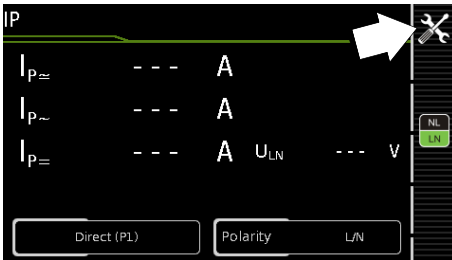 IP
IP≃ --- A
IP~ --- A
IP= --- A ULN --- V
NL
LN
Direct (P1) Polarity L/N